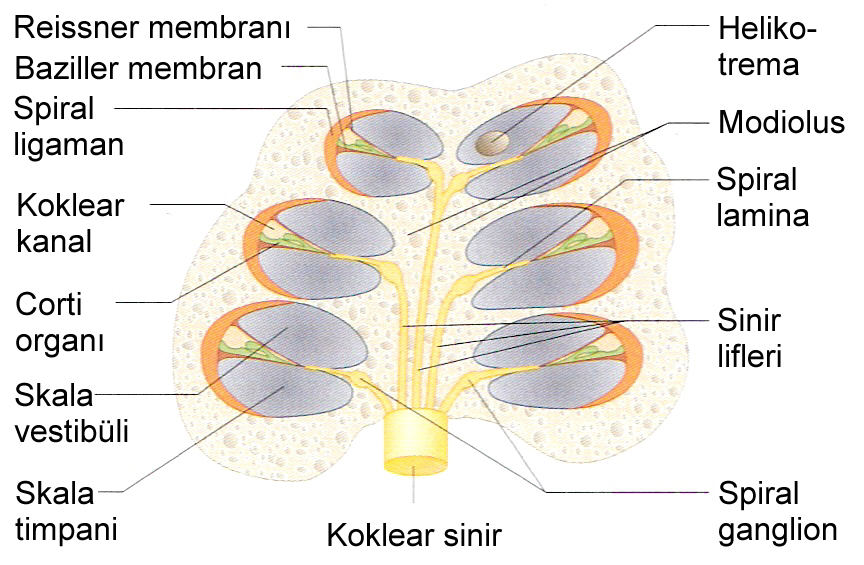 Reissner membranı
Baziller membran
Spiral
ligaman
Koklear
kanal
Corti
organı
Skala
vestibüli
Skala
timpani
Koklear sinir
Heliko-
trema
Modiolus
Spiral
lamina
Sinir
lifleri
Spiral
ganglion